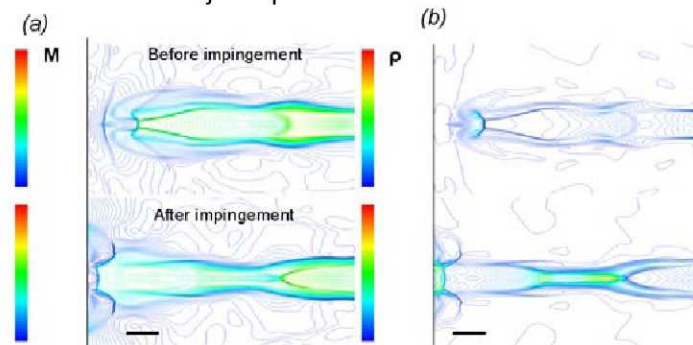 (a)
M
Before impingement
After impingement
(b)
ρ